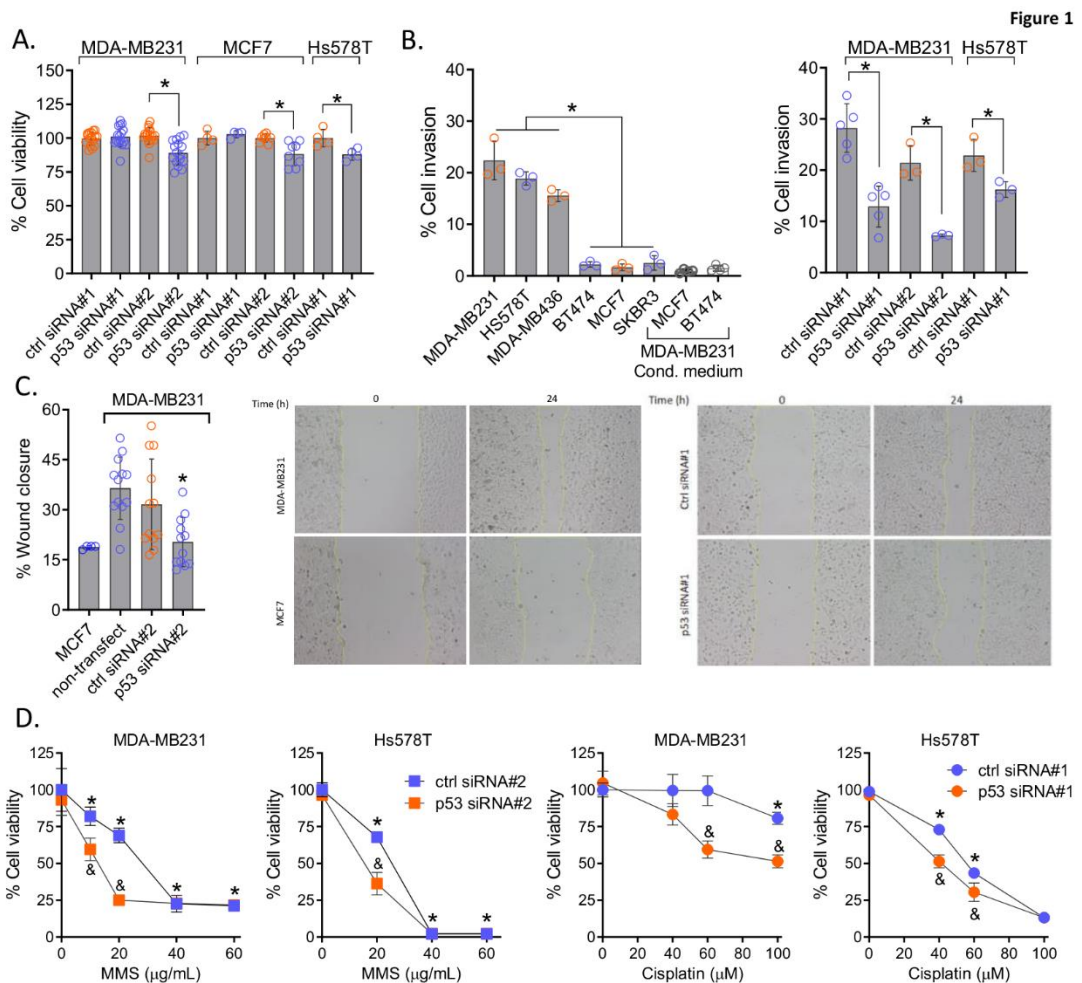 Figure 1
A.
MDA-MB231
MCF7
Hs578T
% Cell viability
150
125
100
75
50
25
0
*
*
*
ctrl siRNA#1
p53 siRNA#1
ctrl siRNA#2
p53 siRNA#2
ctrl siRNA#1
p53 siRNA#1
ctrl siRNA#2
p53 siRNA#2
ctrl siRNA#1
p53 siRNA#1
B.
% Cell invasion
40
30
20
10
0
*
MDA-MB231
HS578T
MDA-MB436
BT474
MCF7
SKBR3
MCF7
BT474
MDA-MB231
Cond. medium
MDA-MB231
Hs578T
% Cell invasion
40
30
20
10
0
*
*
*
ctrl siRNA#1
p53 siRNA#1
ctrl siRNA#2
p53 siRNA#2
ctrl siRNA#1
p53 siRNA#1
C.
MDA-MB231
% Wound closure
60
45
30
15
0
*
MCF7
non-transfect
ctrl siRNA#2
p53 siRNA#2
Time (h)
0
24
MDA-MB231
MCF7
Time (h)
0
24
Ctrl siRNA#1
p53 siRNA#1
D.
MDA-MB231
% Cell viability
125
100
75
50
25
0
*
*
*
*
&
&
0
20
40
60
MMS (μg/mL)
Hs578T
% Cell viability
125
100
75
50
25
0
ctrl siRNA#2
p53 siRNA#2
*
*
*
&
0
20
40
60
MMS (μg/mL)
MDA-MB231
% Cell viability
125
100
75
50
25
0
*
&
&
0
20
40
60
80
100
Cisplatin (μM)
Hs578T
% Cell viability
125
100
75
50
25
0
ctrl siRNA#1
p53 siRNA#1
*
*
&
&
0
20
40
60
80
100
Cisplatin (μM)